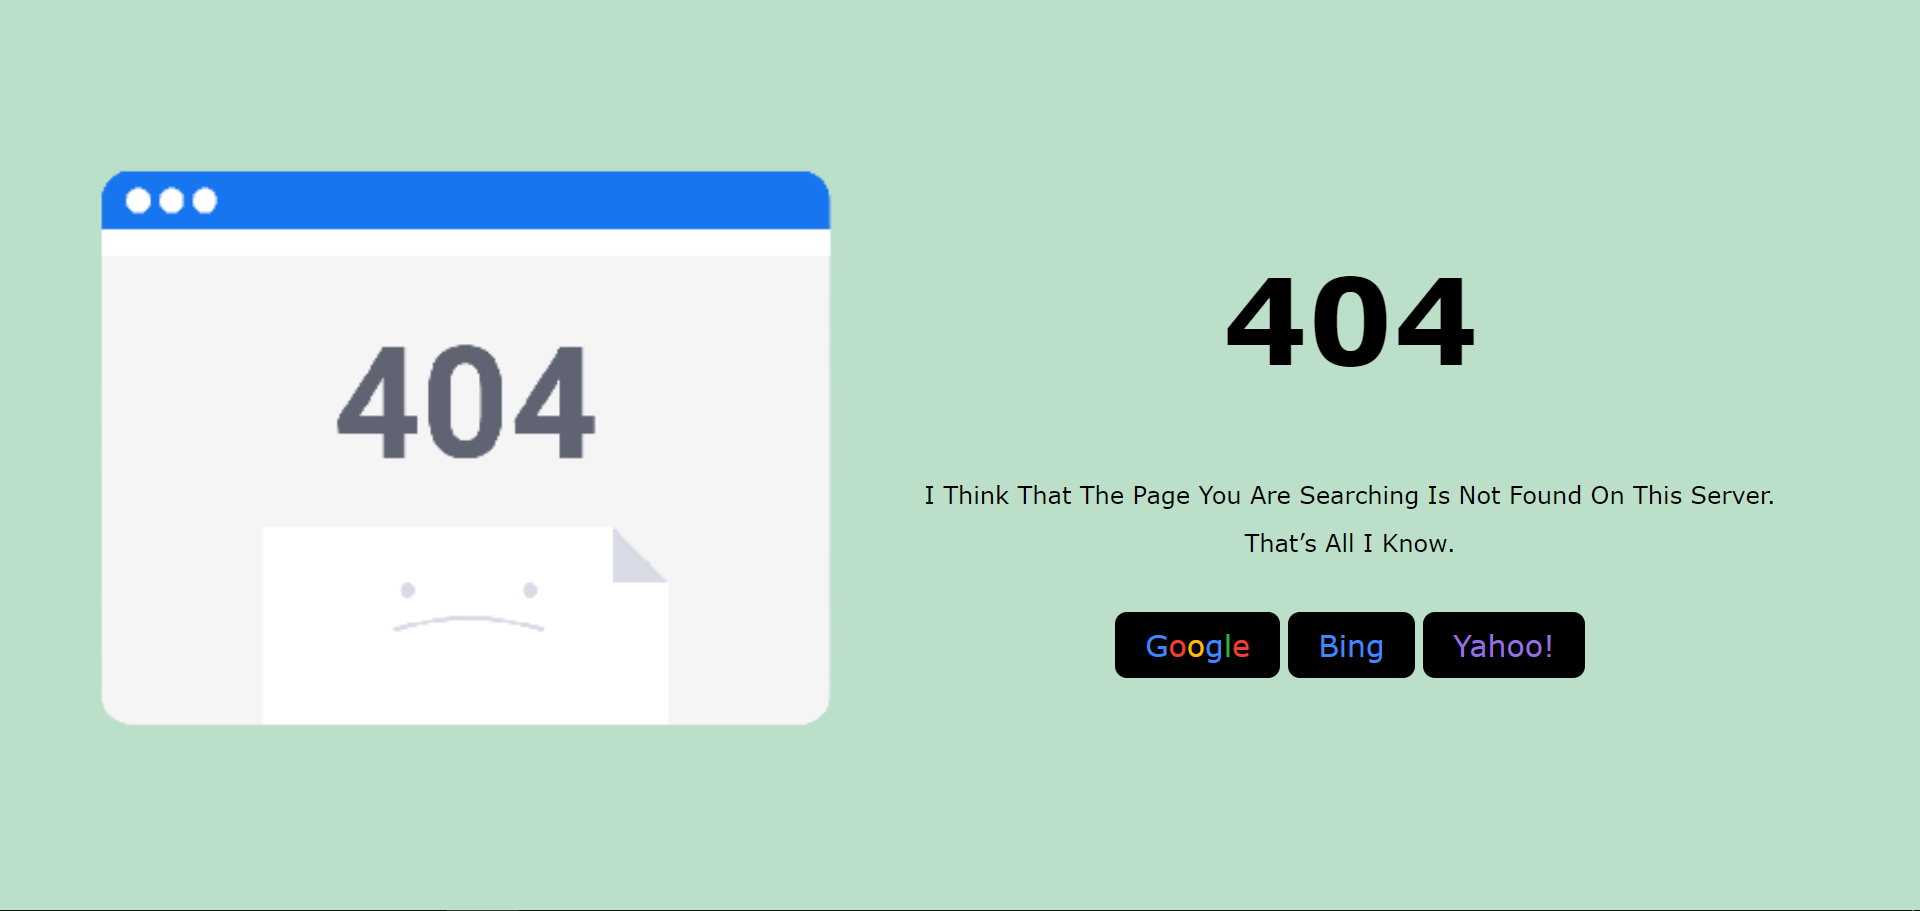 404
404
I Think That The Page You Are Searching Is Not Found On This Server.
That’s All I Know.
Google Bing Yahoo!